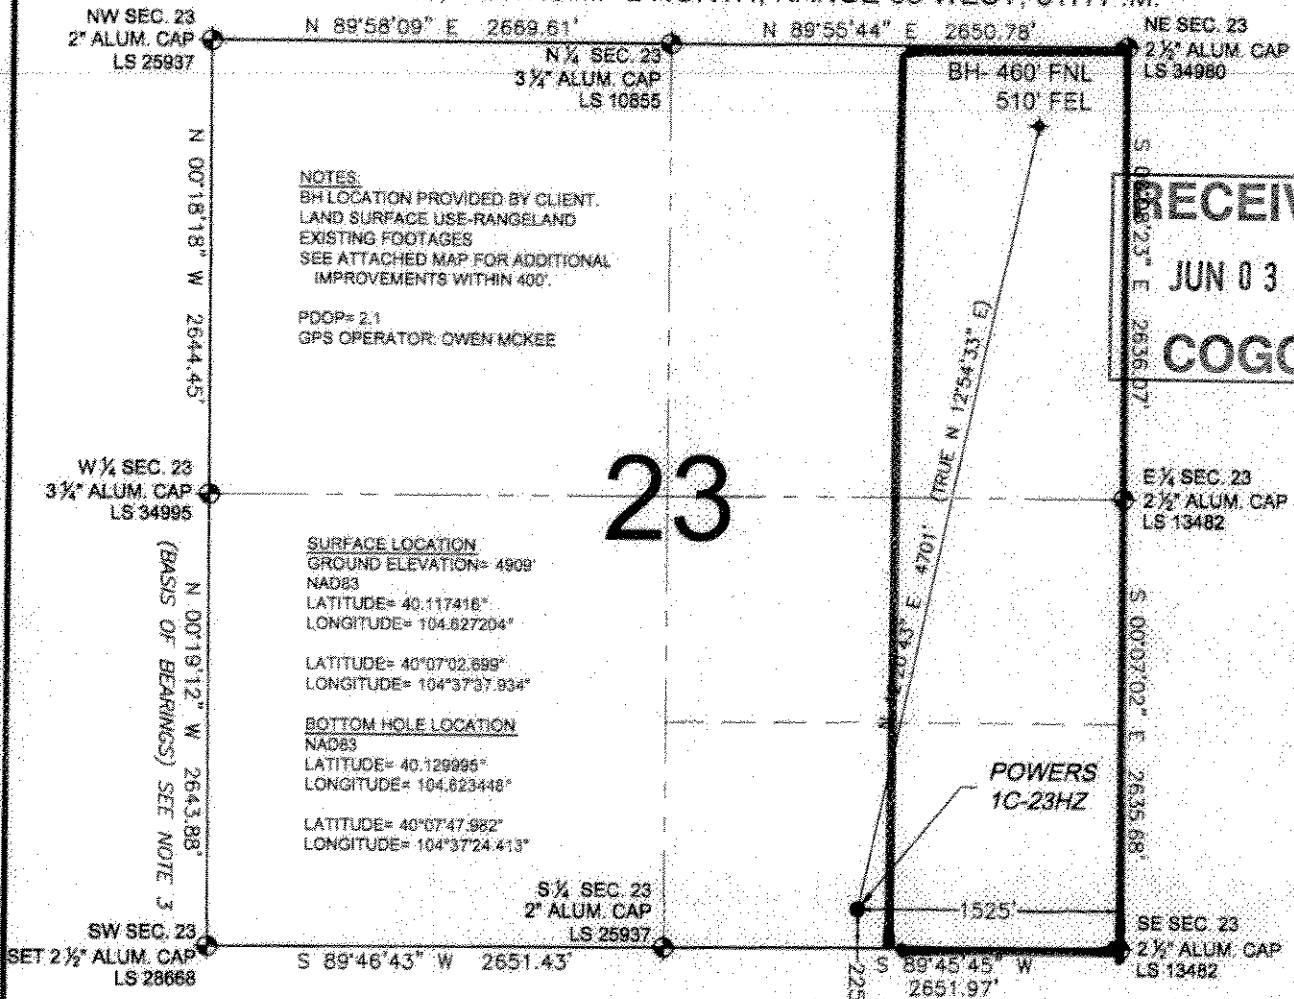 NORTH, RANGE 65 WEST, 6TH P.M.
NW SEC. 23
2" ALUM. CAP
LS 25937
N 89°58'09" E 2669.61'
N ¼ SEC. 23
3 ¼" ALUM. CAP
LS 10855
N 89°55'44" E 2650.78'
NE SEC. 23
2 ½" ALUM. CAP
LS 34980
BH- 460' FNL
510' FEL
N 00°18'18" W 2644.45'
NOTES:
BH LOCATION PROVIDED BY CLIENT.
LAND SURFACE USE-RANGELAND
EXISTING FOOTAGES
SEE ATTACHED MAP FOR ADDITIONAL
IMPROVEMENTS WITHIN 400'.
PDOP= 2.1
GPS OPERATOR: OWEN MCKEE
E 2636.07'
RECEIV
JUN 03
COGC
(TRUE N 12°54'33" E)
E 4701'
W ¼ SEC. 23
3 ¼" ALUM. CAP
LS 34995
23
E ¼ SEC. 23
2 ½" ALUM. CAP
LS 13482
SURFACE LOCATION
GROUND ELEVATION= 4909'
NAD83
LATITUDE= 40.117416°
LONGITUDE= 104.627204°
LATITUDE= 40°07'02.699"
LONGITUDE= 104°37'37.934"
BOTTOM HOLE LOCATION
NAD83
LATITUDE= 40.129995°
LONGITUDE= 104.623448°
LATITUDE= 40°07'47.982"
LONGITUDE= 104°37'24.413"
N 00°19'12" W 2643.88'
(BASIS OF BEARINGS) SEE NOTE 3
S 00°07'02" E 2635.68'
POWERS
1C-23HZ
1525'
225
SW SEC. 23
SET 2 ½" ALUM. CAP
LS 28668
S 89°46'43" W 2651.43'
S ¼ SEC. 23
2" ALUM. CAP
LS 25937
S 89°45'45" W
2651.97'
SE SEC. 23
2 ½" ALUM. CAP
LS 13482